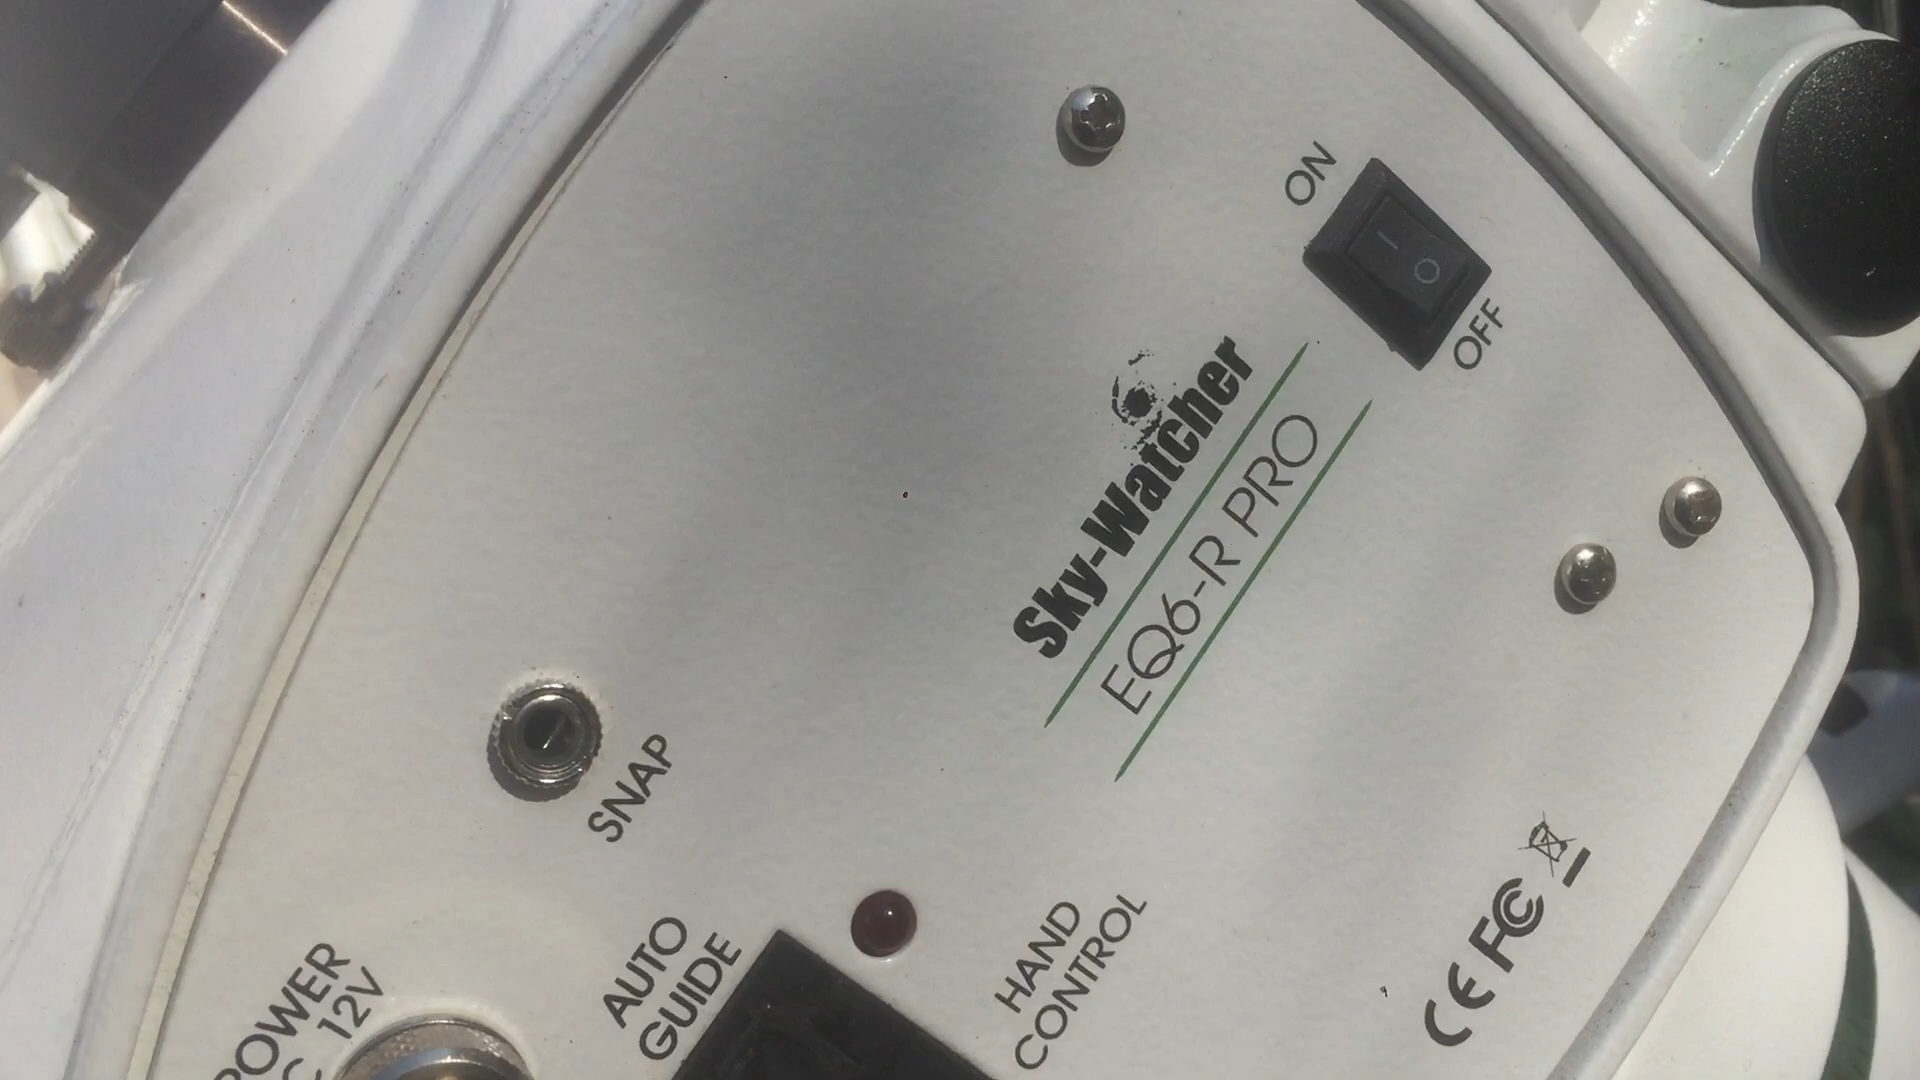 ON
OFF
Sky-Watcher
EQ6-R PRO
SNAP
AUTO
GUIDE
HAND
CONTROL
POWER
12V
CE FC